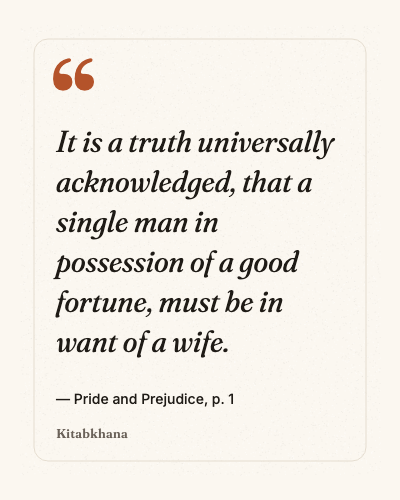 “
It is a truth universally
acknowledged, that a
single man in
possession of a good
fortune, must be in
want of a wife.
— Pride and Prejudice, p. 1
Kitabkhana